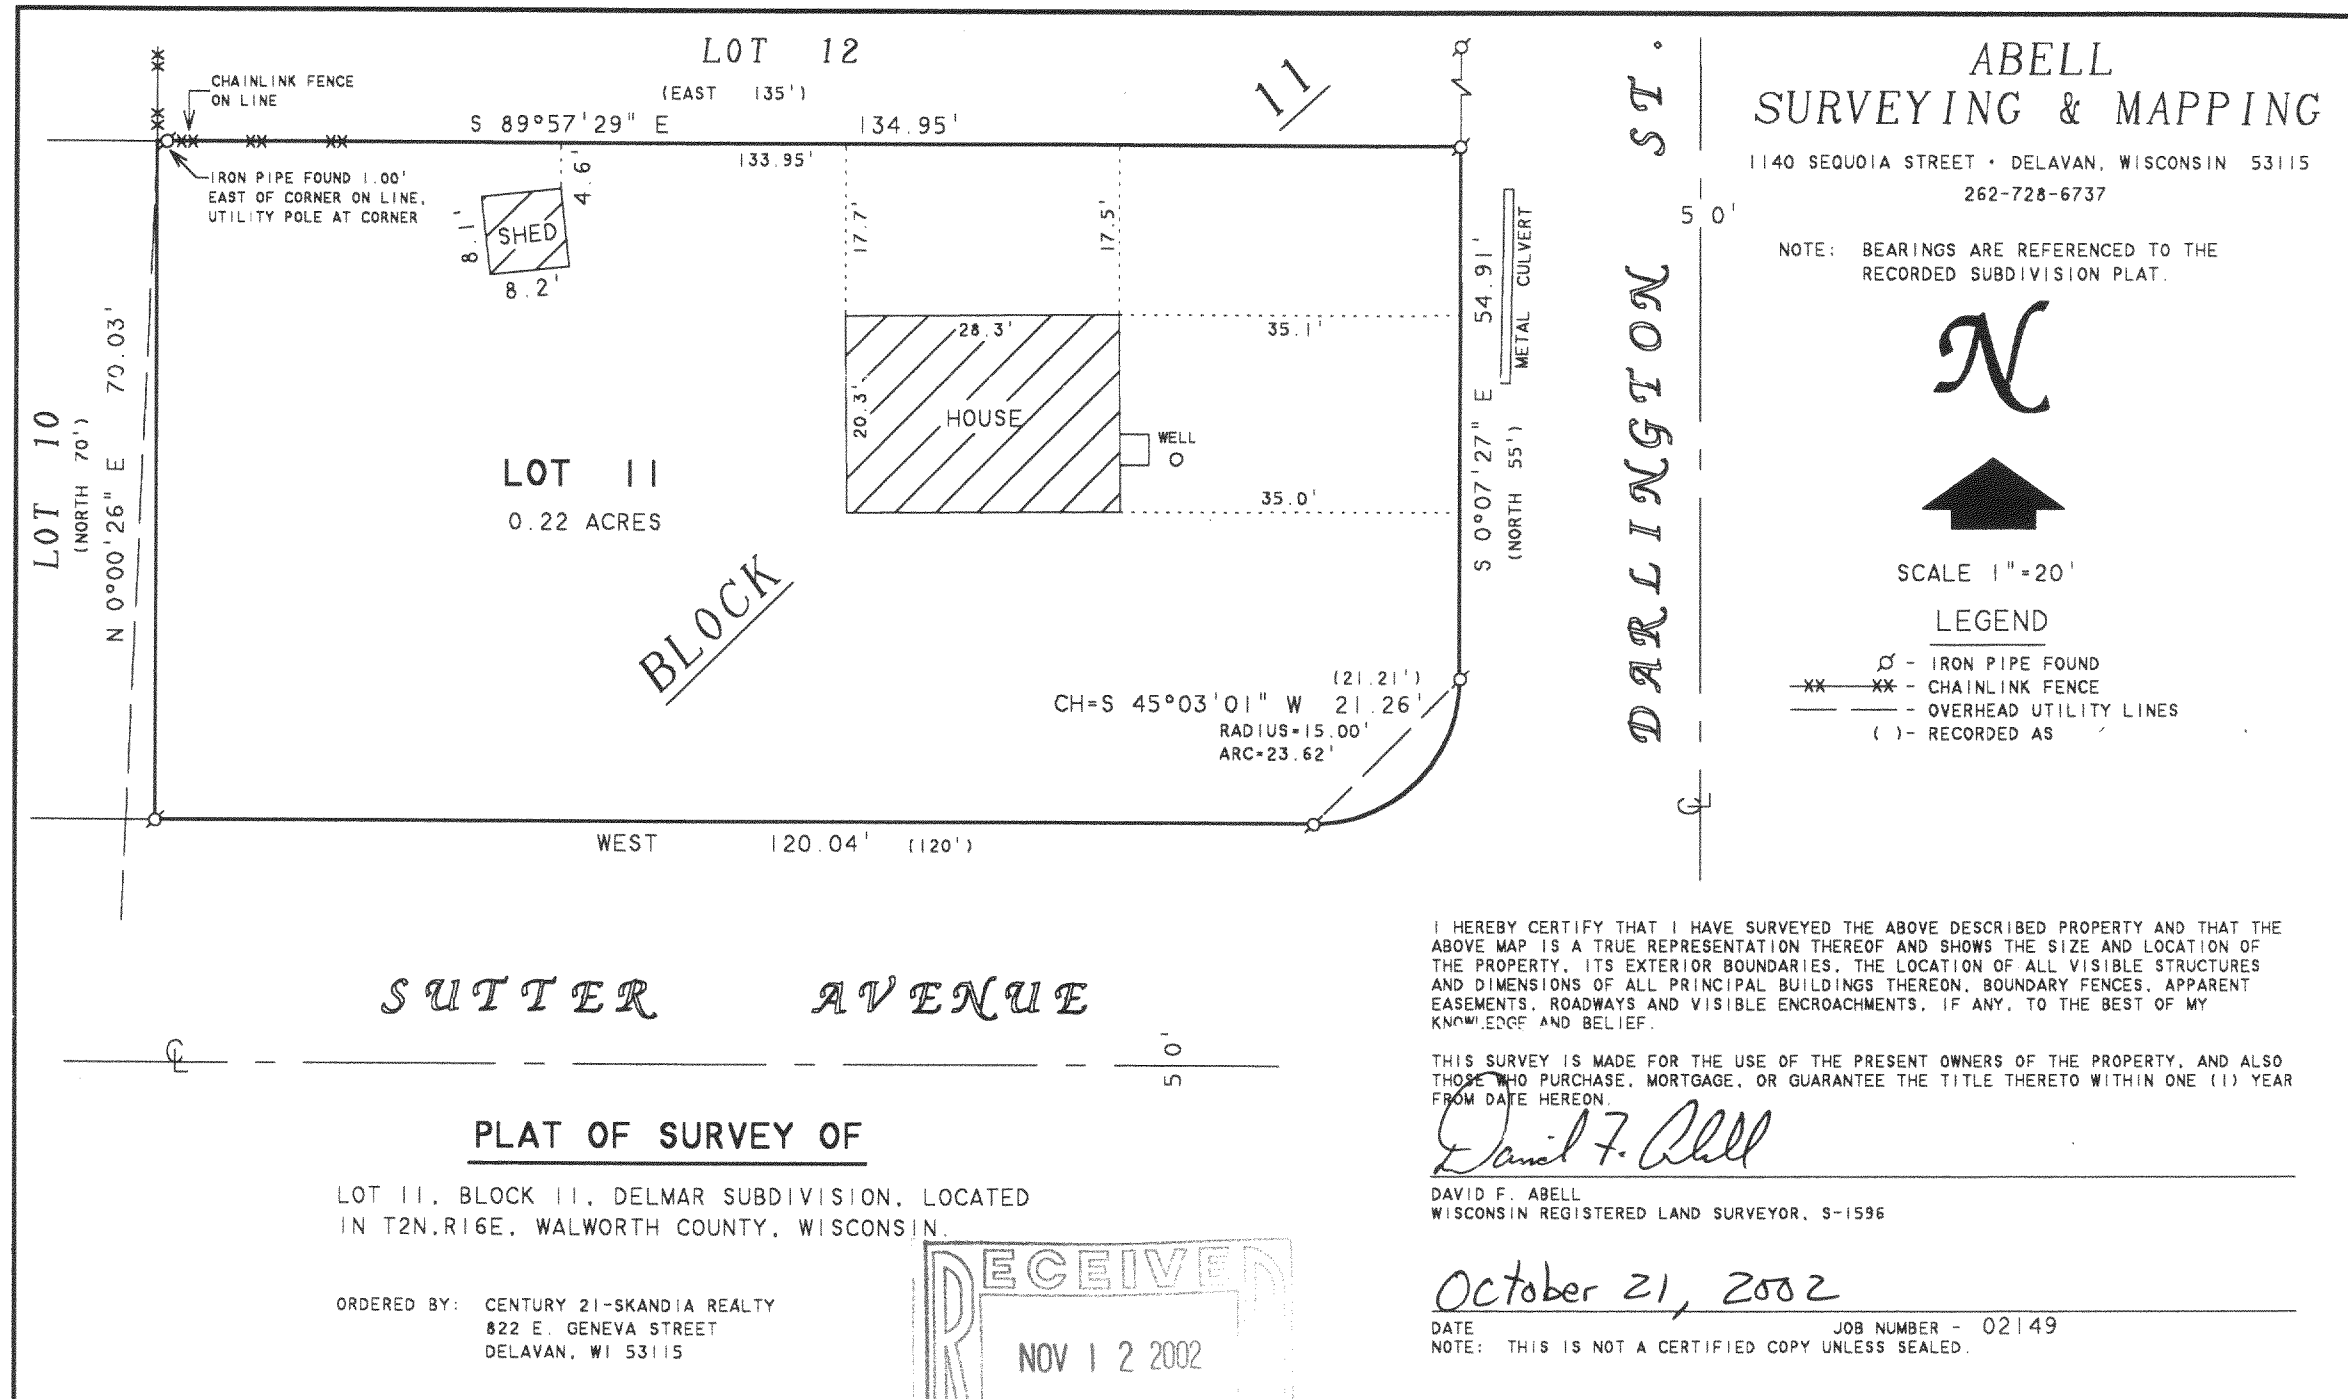 LOT 12
(EAST 135')
S 89°57'29" E 134.95'
133.95'
11
CHAINLINK FENCE
ON LINE
IRON PIPE FOUND 1.00'
EAST OF CORNER ON LINE,
UTILITY POLE AT CORNER
SHED
8.1'
8.2'
4.6'
17.7'
17.5'
28.3'
20.3'
HOUSE
35.1'
35.0'
WELL
LOT 10
(NORTH 70')
N 0°00'26" E 70.03'
LOT 11
0.22 ACRES
BLOCK
S 0°07'27" E 54.91'
(NORTH 55')
METAL CULVERT
(21.21')
CH=S 45°03'01" W 21.26'
RADIUS=15.00'
ARC=23.62'
WEST 120.04' (120')
DARLINGTON ST.
50'
CL
SUTTER AVENUE
CL
50'
ABELL
SURVEYING & MAPPING
1140 SEQUOIA STREET • DELAVAN, WISCONSIN 53115
262-728-6737
NOTE: BEARINGS ARE REFERENCED TO THE
RECORDED SUBDIVISION PLAT.
N
SCALE 1"=20'
LEGEND
- IRON PIPE FOUND
XX XX - CHAINLINK FENCE
- OVERHEAD UTILITY LINES
( )- RECORDED AS
PLAT OF SURVEY OF
LOT 11, BLOCK 11, DELMAR SUBDIVISION, LOCATED
IN T2N,R16E, WALWORTH COUNTY, WISCONSIN.
ORDERED BY: CENTURY 21-SKANDIA REALTY
822 E. GENEVA STREET
DELAVAN, WI 53115
RECEIVED
NOV 12 2002
I HEREBY CERTIFY THAT I HAVE SURVEYED THE ABOVE DESCRIBED PROPERTY AND THAT THE
ABOVE MAP IS A TRUE REPRESENTATION THEREOF AND SHOWS THE SIZE AND LOCATION OF
THE PROPERTY, ITS EXTERIOR BOUNDARIES, THE LOCATION OF ALL VISIBLE STRUCTURES
AND DIMENSIONS OF ALL PRINCIPAL BUILDINGS THEREON, BOUNDARY FENCES, APPARENT
EASEMENTS, ROADWAYS AND VISIBLE ENCROACHMENTS, IF ANY, TO THE BEST OF MY
KNOWLEDGE AND BELIEF.
THIS SURVEY IS MADE FOR THE USE OF THE PRESENT OWNERS OF THE PROPERTY, AND ALSO
THOSE WHO PURCHASE, MORTGAGE, OR GUARANTEE THE TITLE THERETO WITHIN ONE (1) YEAR
FROM DATE HEREON.
David F. Abell
DAVID F. ABELL
WISCONSIN REGISTERED LAND SURVEYOR, S-1596
October 21, 2002
DATE JOB NUMBER - 02149
NOTE: THIS IS NOT A CERTIFIED COPY UNLESS SEALED.